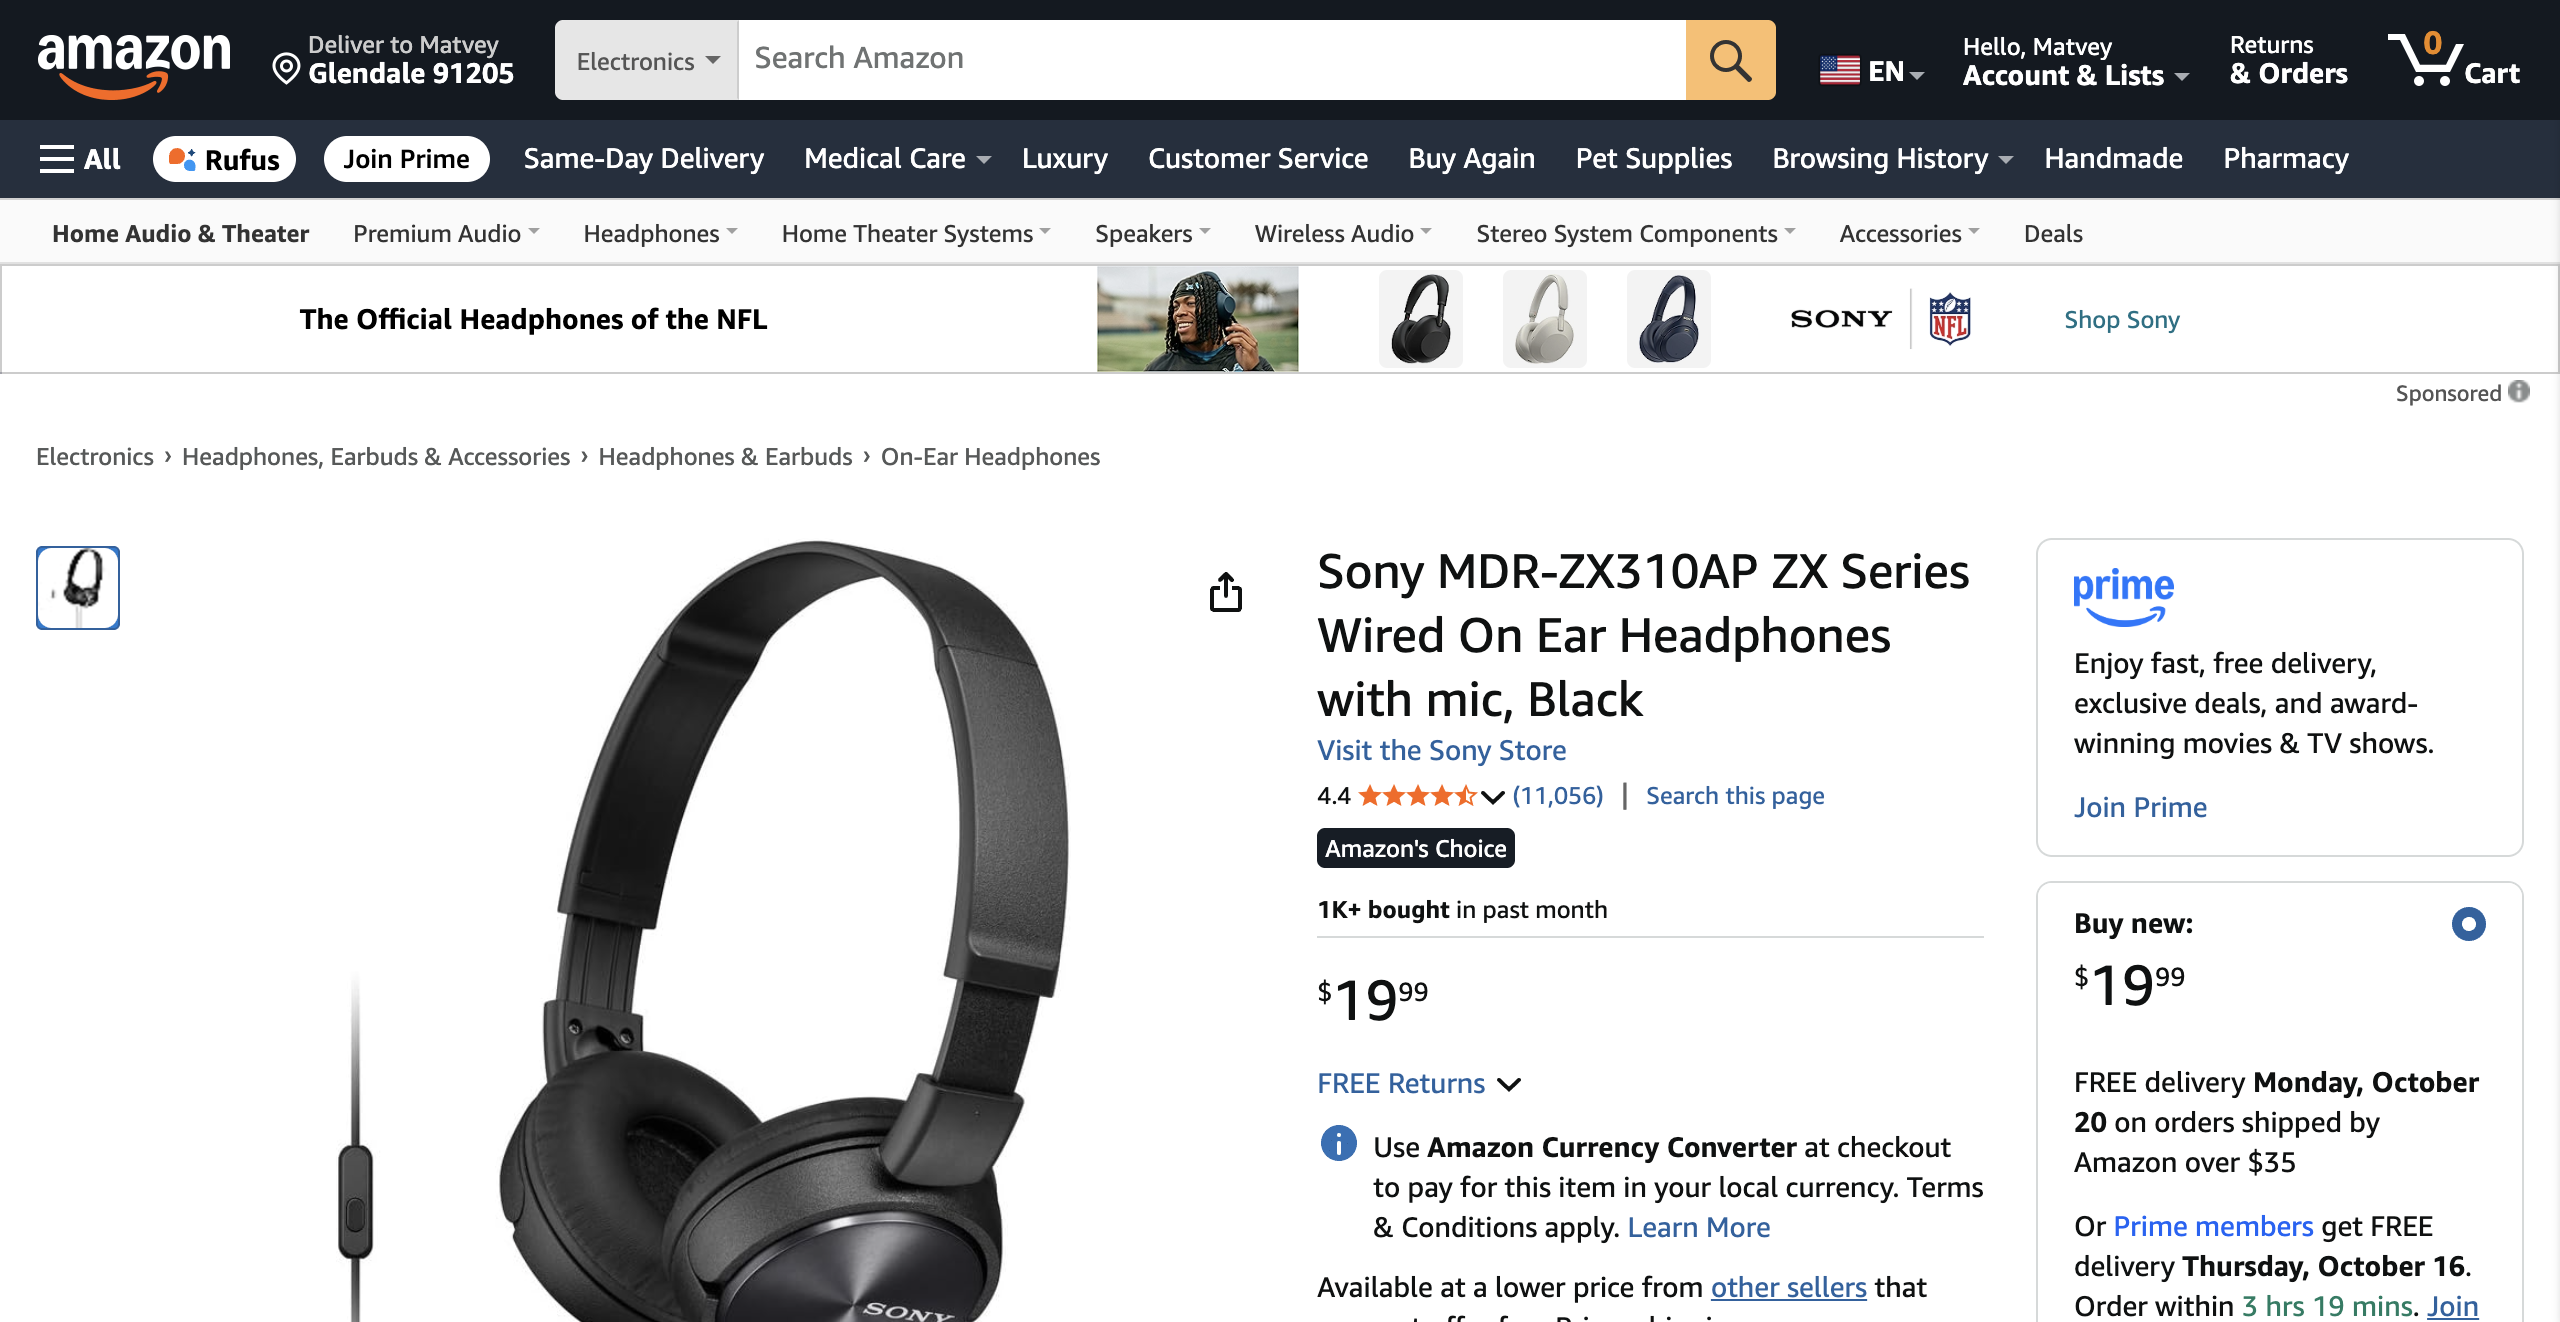 amazon
Deliver to Matvey
Glendale 91205
Electronics
Search Amazon
EN
Hello, Matvey
Account & Lists
Returns
& Orders
0
Cart
All
Rufus
Join Prime
Same-Day Delivery
Medical Care
Luxury
Customer Service
Buy Again
Pet Supplies
Browsing History
Handmade
Pharmacy
Home Audio & Theater
Premium Audio
Headphones
Home Theater Systems
Speakers
Wireless Audio
Stereo System Components
Accessories
Deals
The Official Headphones of the NFL
SONY
NFL
Shop Sony
Sponsored
Electronics › Headphones, Earbuds & Accessories › Headphones & Earbuds › On-Ear Headphones
SONY
Sony MDR-ZX310AP ZX Series
Wired On Ear Headphones
with mic, Black
Visit the Sony Store
4.4 (11,056) | Search this page
Amazon's Choice
1K+ bought in past month
$19.99
FREE Returns
Use Amazon Currency Converter at checkout
to pay for this item in your local currency. Terms
& Conditions apply. Learn More
Available at a lower price from other sellers that
prime
Enjoy fast, free delivery,
exclusive deals, and award-
winning movies & TV shows.
Join Prime
Buy new:
$19.99
FREE delivery Monday, October
20 on orders shipped by
Amazon over $35
Or Prime members get FREE
delivery Thursday, October 16.
Order within 3 hrs 19 mins. Join